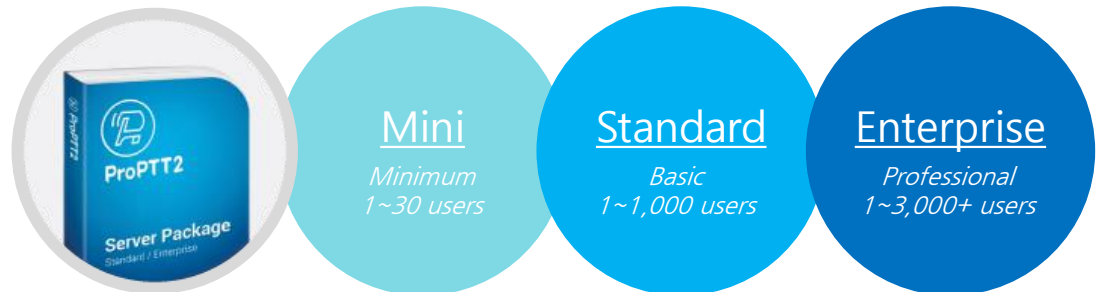 ProPTT2
ProPTT2
Server Package
Standard / Enterprise
Mini
Minimum
1~30 users
Standard
Basic
1~1,000 users
Enterprise
Professional
1~3,000+ users